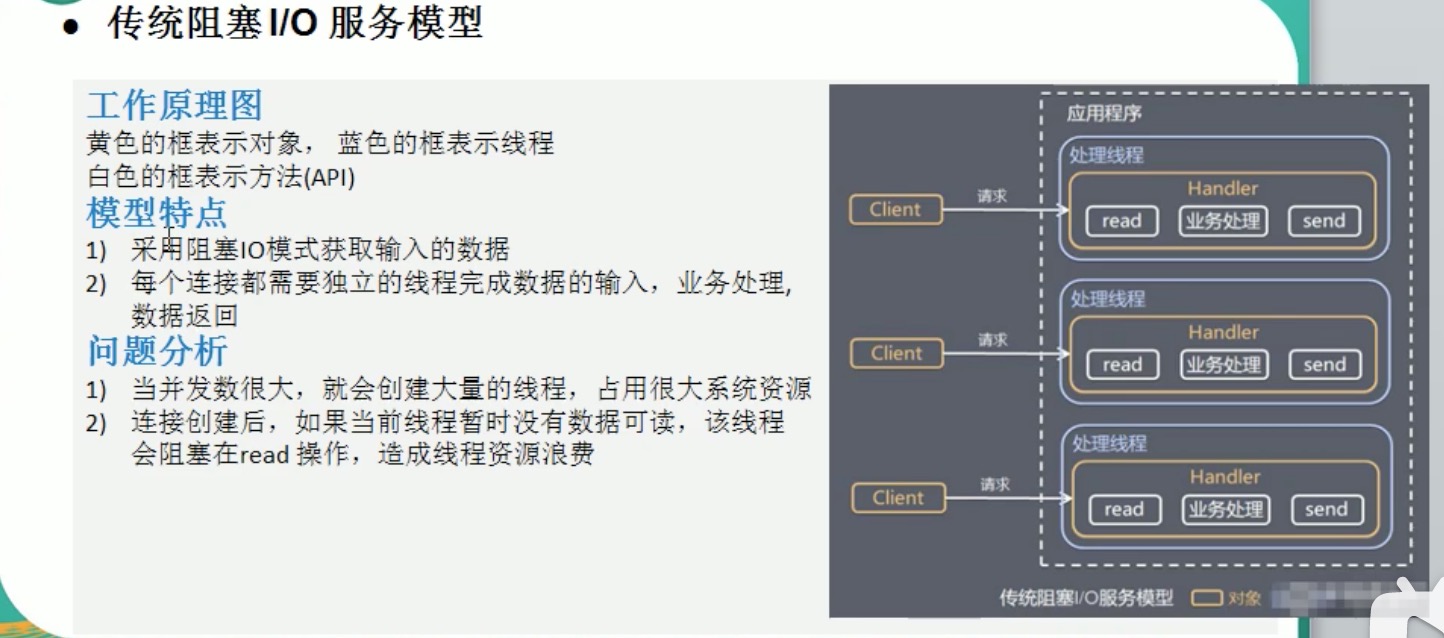 ● 传统阻塞 I/O 服务模型
工作原理图
黄色的框表示对象， 蓝色的框表示线程
白色的框表示方法(API)
模型特点
1) 采用阻塞IO模式获取输入的数据
2) 每个连接都需要独立的线程完成数据的输入，业务处理,
数据返回
问题分析
1) 当并发数很大，就会创建大量的线程，占用很大系统资源
2) 连接创建后，如果当前线程暂时没有数据可读，该线程
会阻塞在read 操作，造成线程资源浪费
应用程序
处理线程
Handler
Client 请求 read 业务处理 send
处理线程
Handler
Client 请求 read 业务处理 send
处理线程
Handler
Client 请求 read 业务处理 send
传统阻塞I/O服务模型 对象